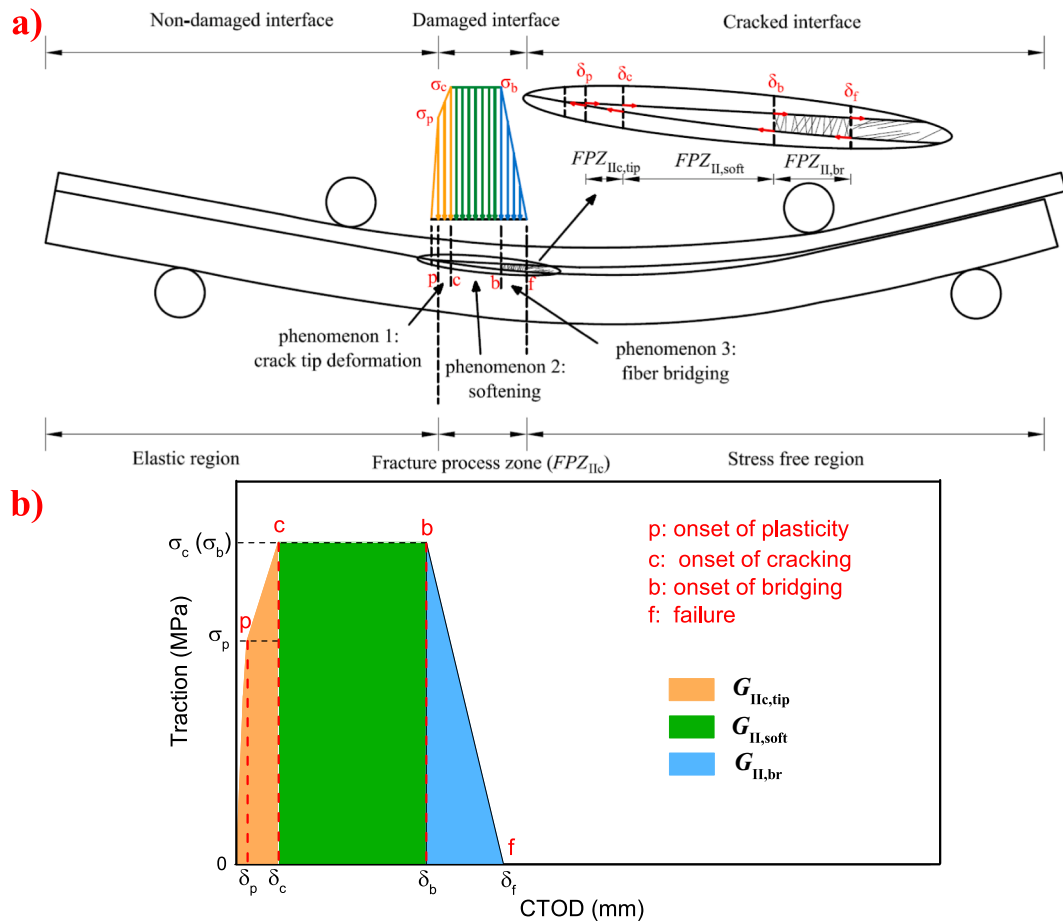 a)
Non-damaged interface
Damaged interface
Cracked interface
σc
σb
σp
δp
δc
δb
δf
FPZIIc,tip
FPZII,soft
FPZII,br
p
c
b
f
phenomenon 1:
crack tip deformation
phenomenon 2:
softening
phenomenon 3:
fiber bridging
Elastic region
Fracture process zone (FPZIIc)
Stress free region
b)
Traction (MPa)
σc (σb)
σp
0
c
b
p
f
p: onset of plasticity
c: onset of cracking
b: onset of bridging
f: failure
GIIc,tip
GII,soft
GII,br
δp
δc
δb
δf
CTOD (mm)